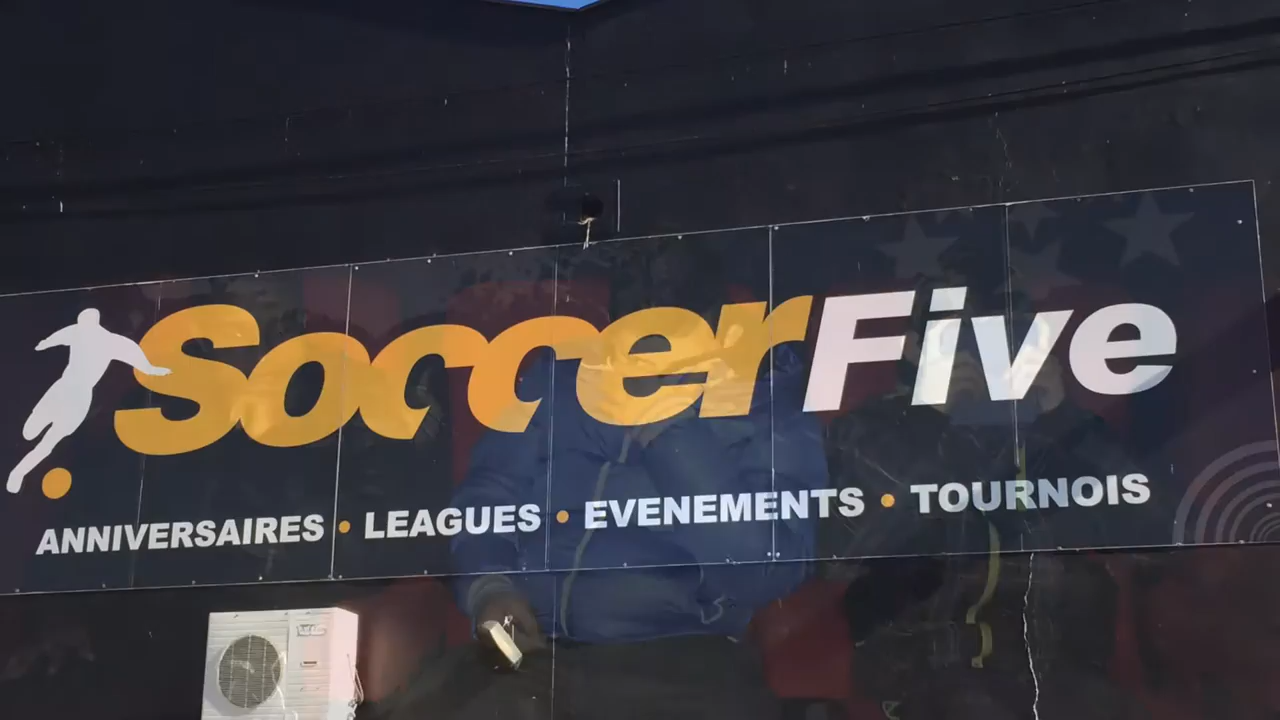 SoccerFive
ANNIVERSAIRES • LEAGUES • EVENEMENTS • TOURNOIS